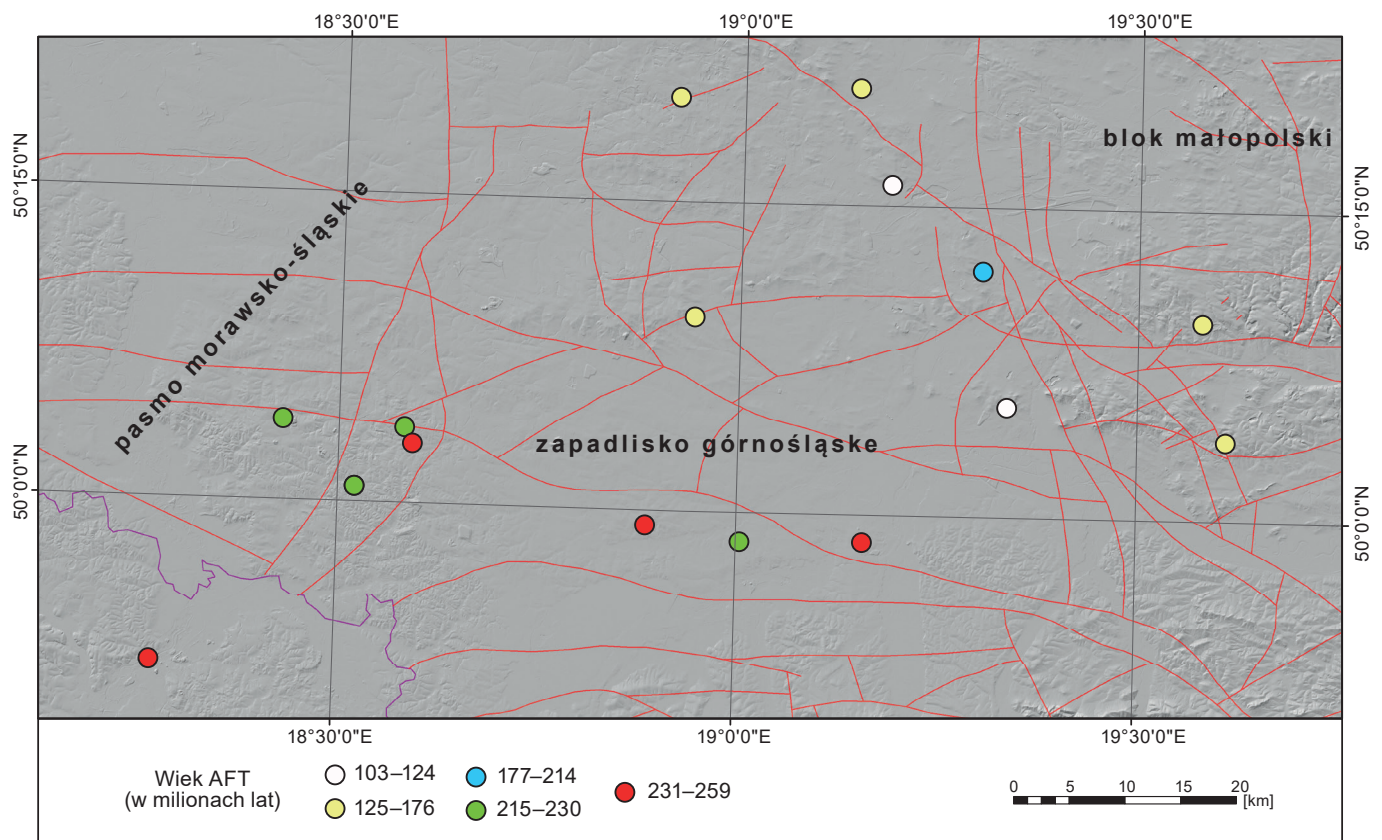 18°30'0"E
19°0'0"E
19°30'0"E
50°15'0"N
50°15'0"N
blok małopolski
pasmo morawsko-śląskie
zapadlisko górnośląske
50°0'0"N
50°0'0"N
18°30'0"E
19°0'0"E
19°30'0"E
Wiek AFT
(w milionach lat)
103–124
125–176
177–214
215–230
231–259
0 5 10 15 20
[km]